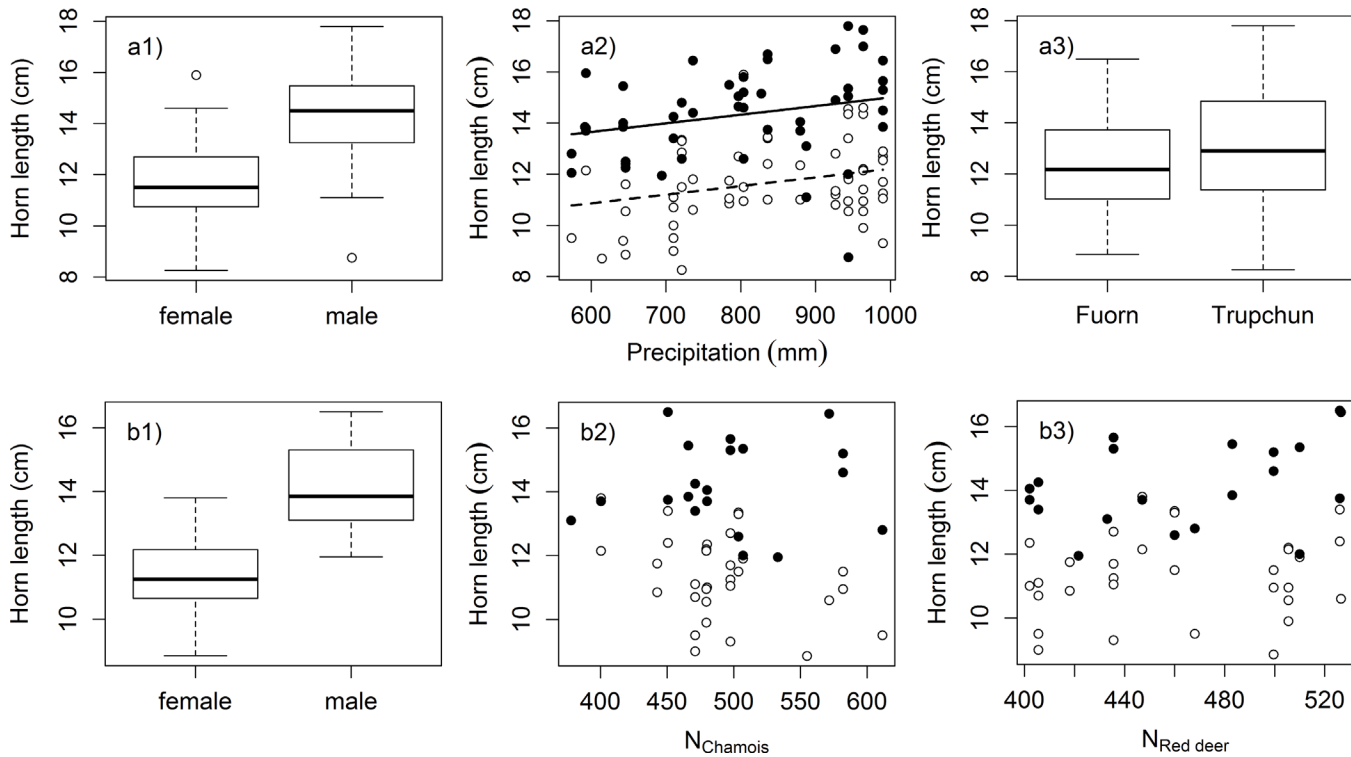 a1)
Horn length (cm)
18
16
14
12
10
8
female male
a2)
Horn length (cm)
18
16
14
12
10
8
600 700 800 900 1000
Precipitation (mm)
a3)
Horn length (cm)
18
16
14
12
10
8
Fuorn Trupchun
b1)
Horn length (cm)
16
14
12
10
female male
b2)
Horn length (cm)
16
14
12
10
400 450 500 550 600
NChamois
b3)
Horn length (cm)
16
14
12
10
400 440 480 520
NRed deer